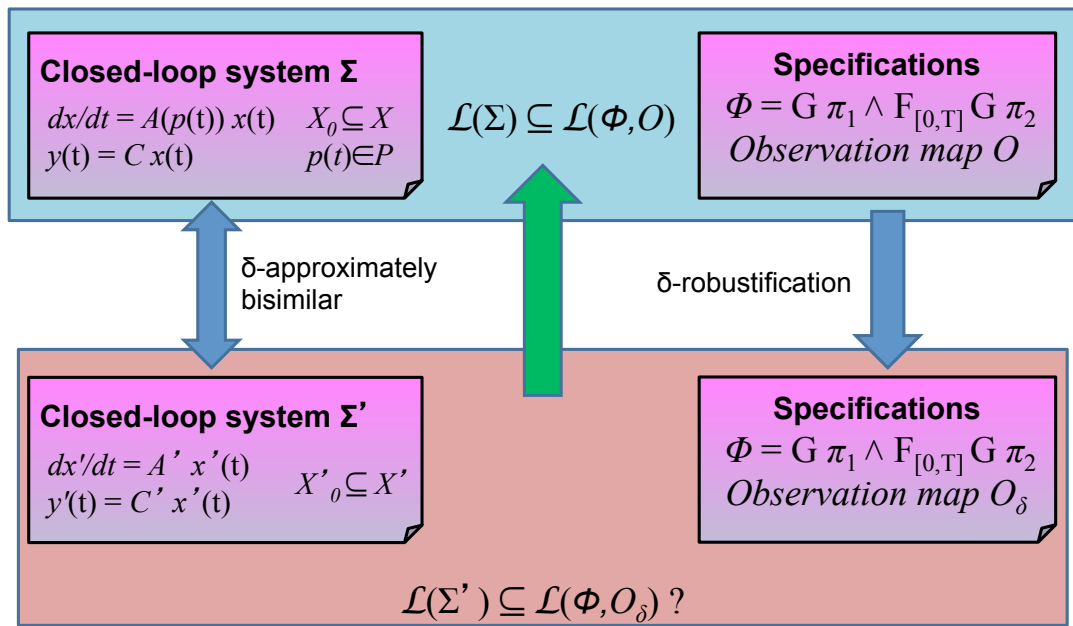 Closed-loop system Σ
dx/dt = A(p(t)) x(t) X₀ ⊆ X
y(t) = C x(t) p(t)∈P
ℒ(Σ) ⊆ ℒ(Φ,O)
Specifications
Φ = G π₁ ∧ F[0,T] G π₂
Observation map O
δ-approximately
bisimilar
δ-robustification
Closed-loop system Σ’
dx'/dt = A’ x’(t)
y'(t) = C’ x’(t)
X’₀ ⊆ X’
Specifications
Φ = G π₁ ∧ F[0,T] G π₂
Observation map Oδ
ℒ(Σ’) ⊆ ℒ(Φ,Oδ) ?